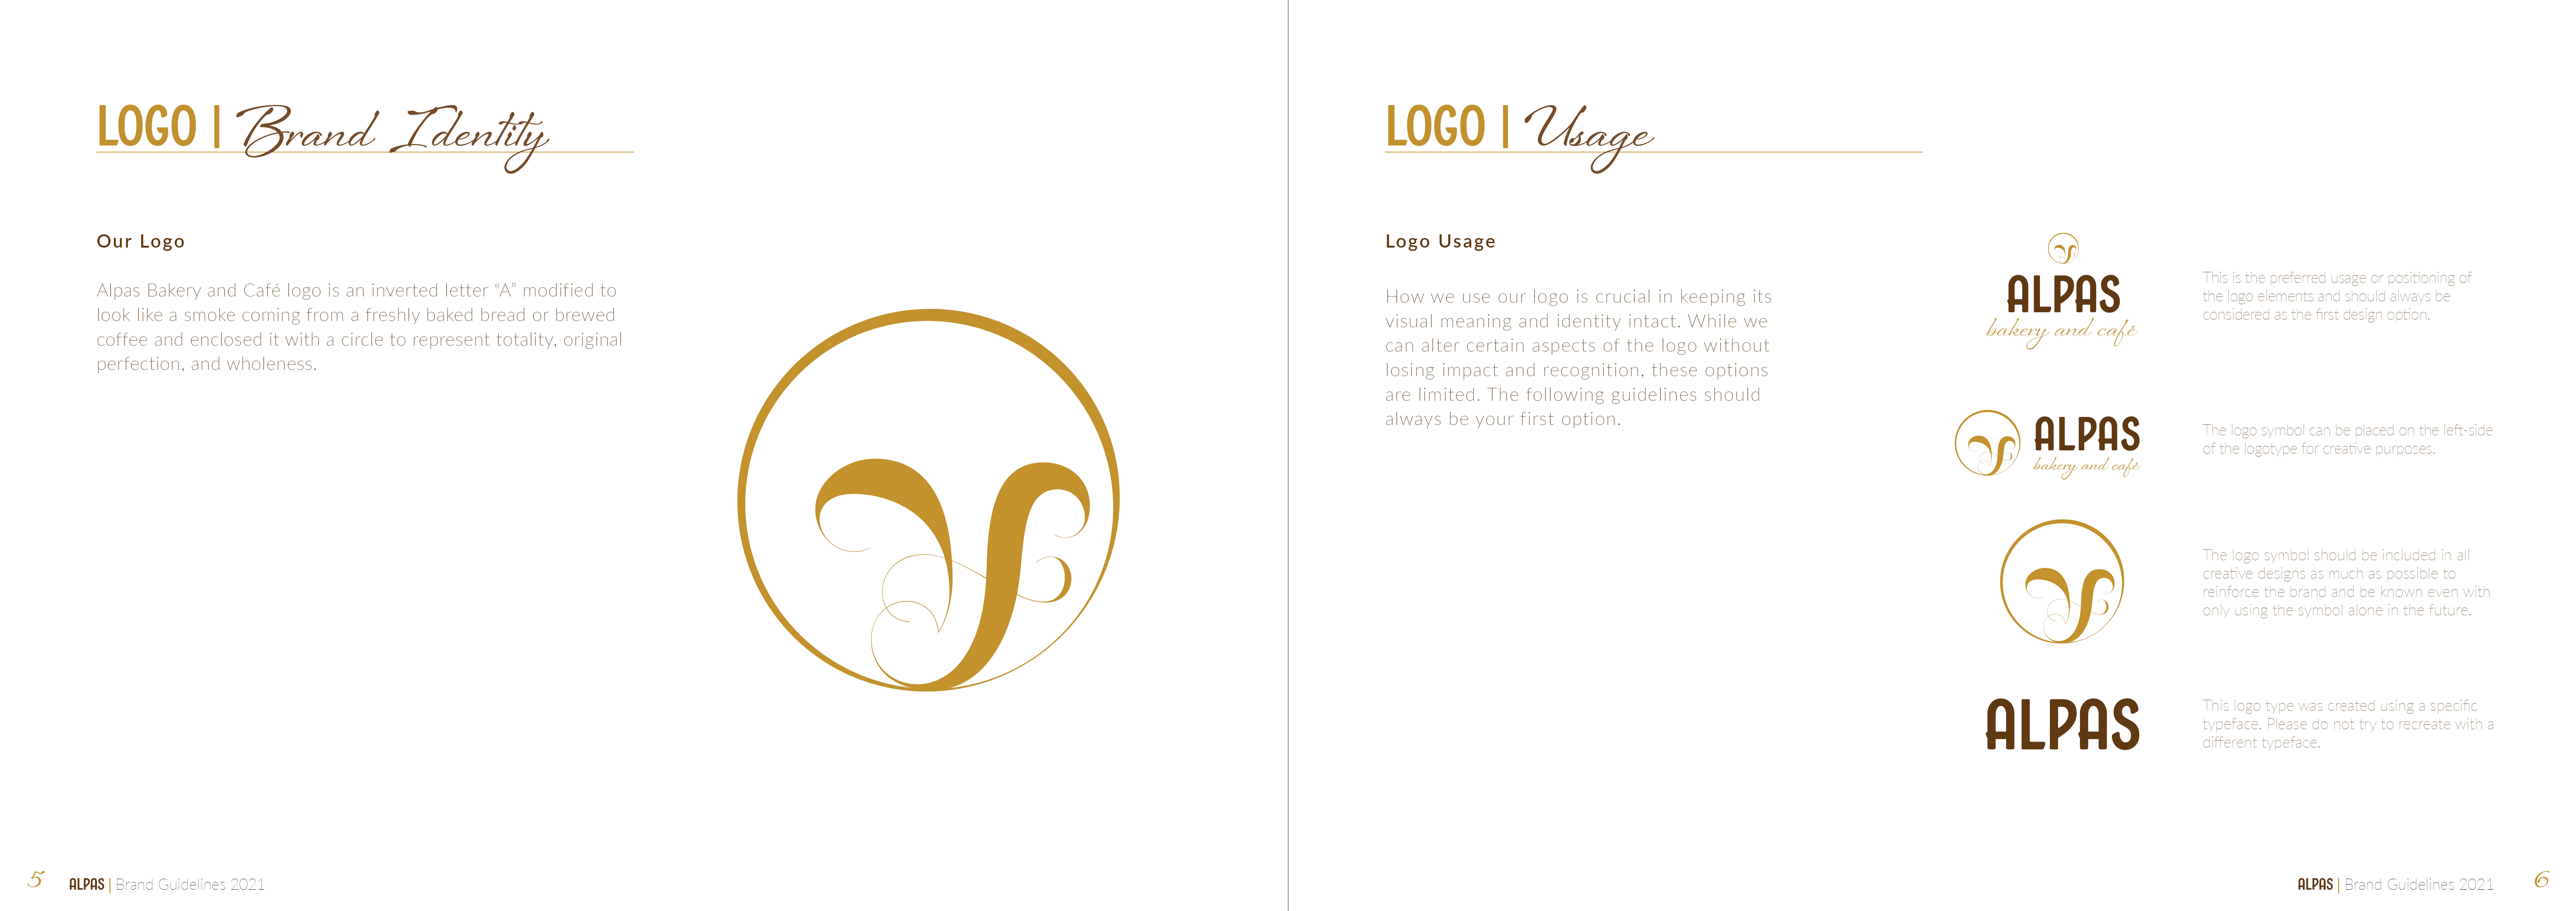 LOGO | Brand Identity
Our Logo
Alpas Bakery and Café logo is an inverted letter “A” modified to
look like a smoke coming from a freshly baked bread or brewed
coffee and enclosed it with a circle to represent totality, original
perfection, and wholeness.
5 ALPAS | Brand Guidelines 2021
LOGO | Usage
Logo Usage
How we use our logo is crucial in keeping its
visual meaning and identity intact. While we
can alter certain aspects of the logo without
losing impact and recognition, these options
are limited. The following guidelines should
always be your first option.
ALPAS
bakery and café
This is the preferred usage or positioning of
the logo elements and should always be
considered as the first design option.
ALPAS
bakery and café
The logo symbol can be placed on the left-side
of the logotype for creative purposes.
The logo symbol should be included in all
creative designs as much as possible to
reinforce the brand and be known even with
only using the symbol alone in the future.
ALPAS
This logo type was created using a specific
typeface. Please do not try to recreate with a
different typeface.
ALPAS | Brand Guidelines 2021 6